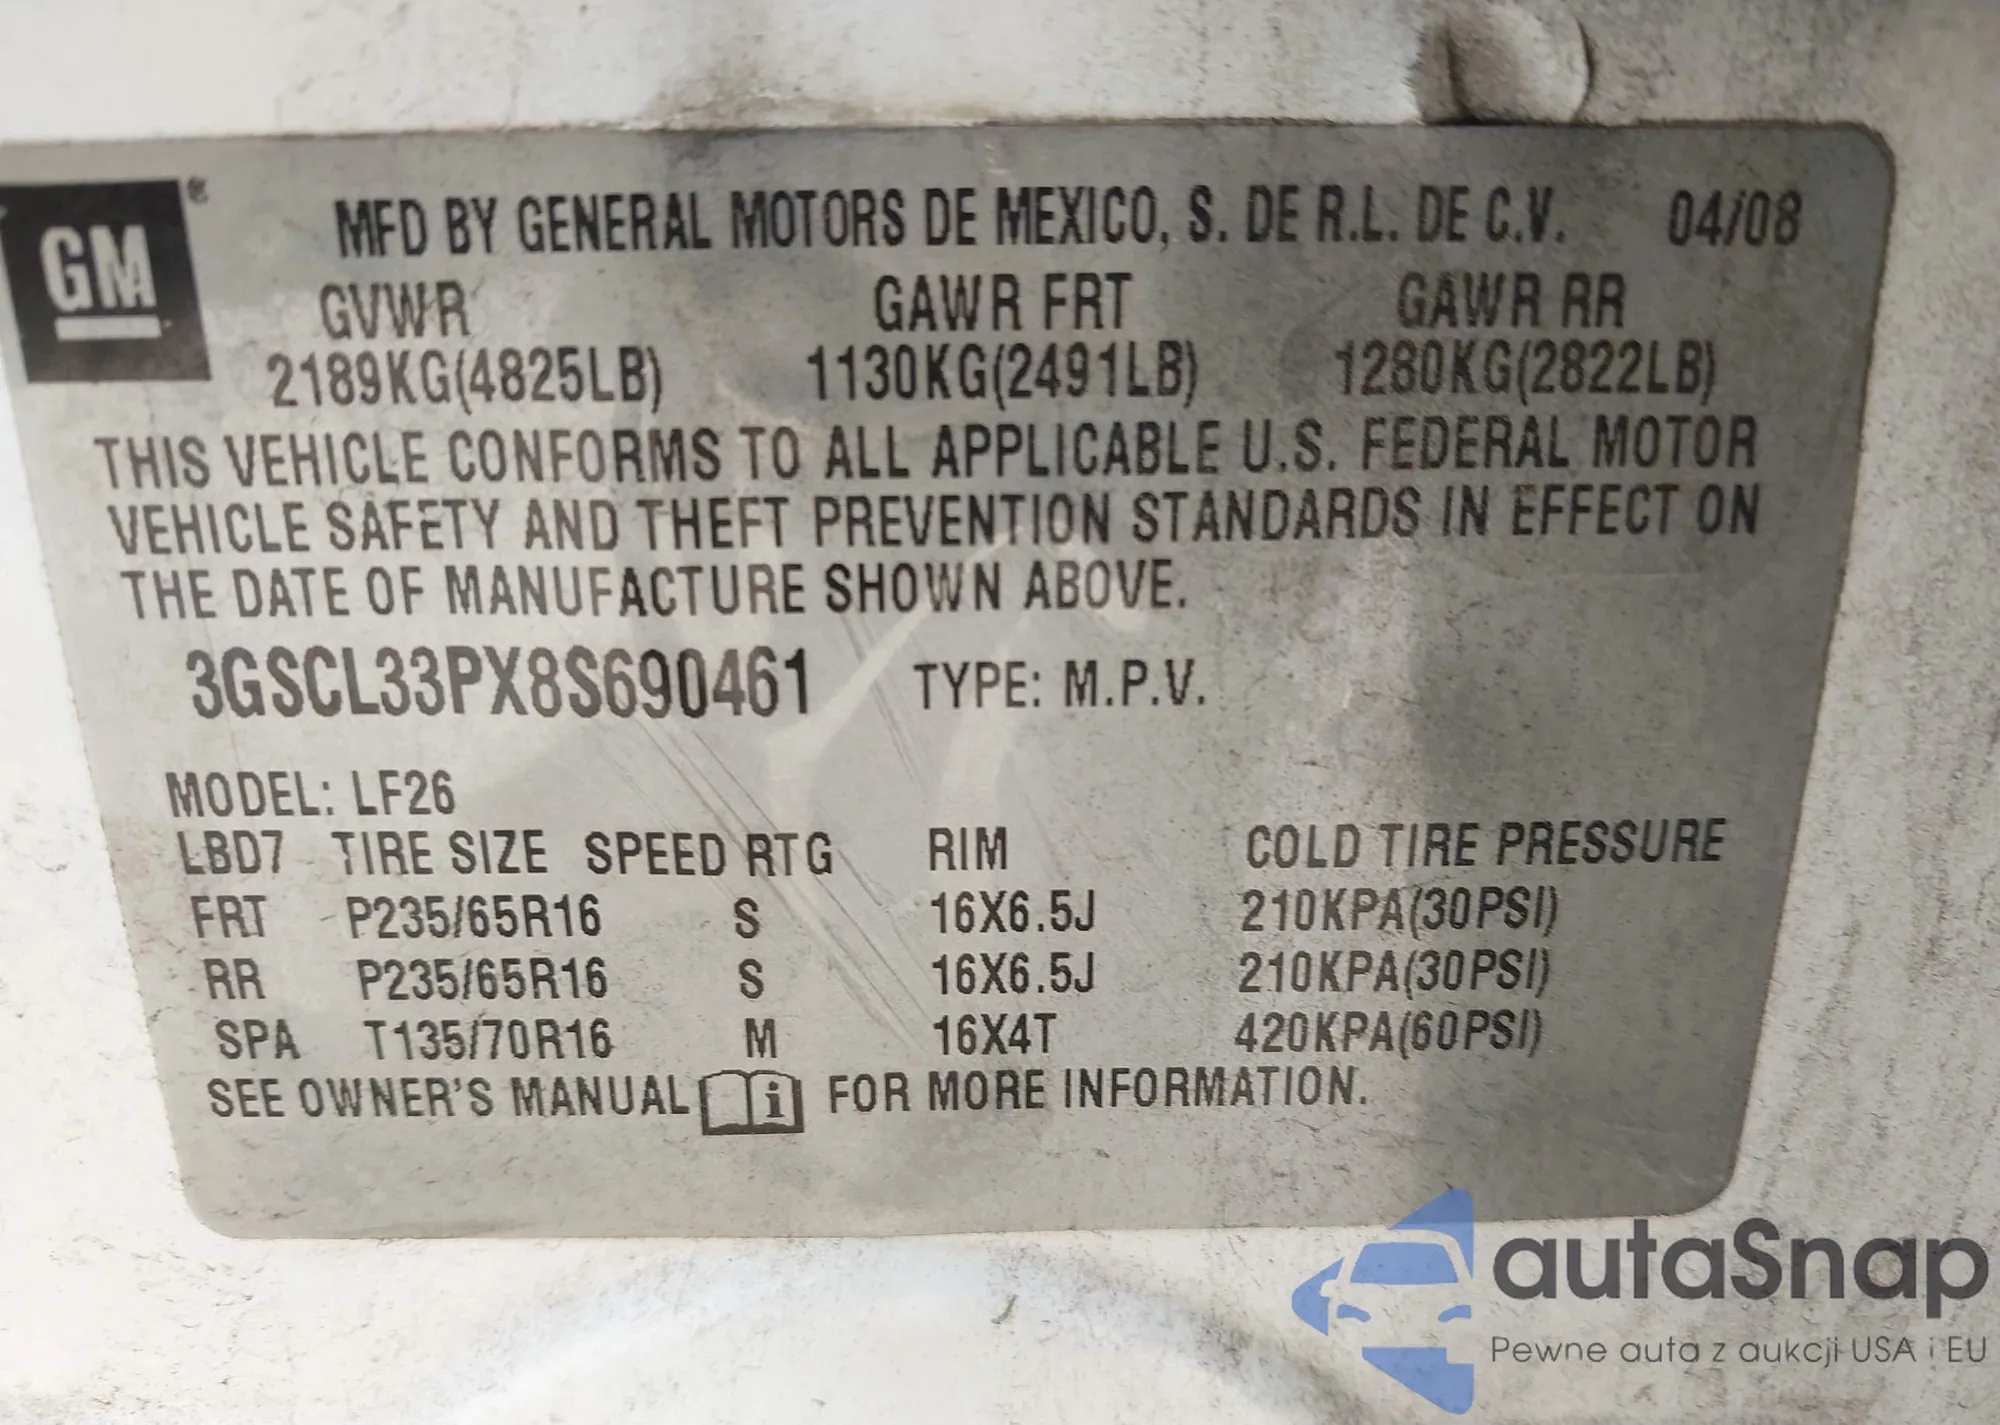 GM®
MFD BY GENERAL MOTORS DE MEXICO, S. DE R.L. DE C.V. 04/08
GVWR GAWR FRT GAWR RR
2189KG(4825LB) 1130KG(2491LB) 1280KG(2822LB)
THIS VEHICLE CONFORMS TO ALL APPLICABLE U.S. FEDERAL MOTOR
VEHICLE SAFETY AND THEFT PREVENTION STANDARDS IN EFFECT ON
THE DATE OF MANUFACTURE SHOWN ABOVE.
3GSCL33PX8S690461 TYPE: M.P.V.
MODEL: LF26
LBD7 TIRE SIZE SPEED RTG RIM COLD TIRE PRESSURE
FRT P235/65R16 S 16X6.5J 210KPA(30PSI)
RR P235/65R16 S 16X6.5J 210KPA(30PSI)
SPA T135/70R16 M 16X4T 420KPA(60PSI)
SEE OWNER'S MANUAL i FOR MORE INFORMATION.
autaSnap
Pewne auta z aukcji USA i EU